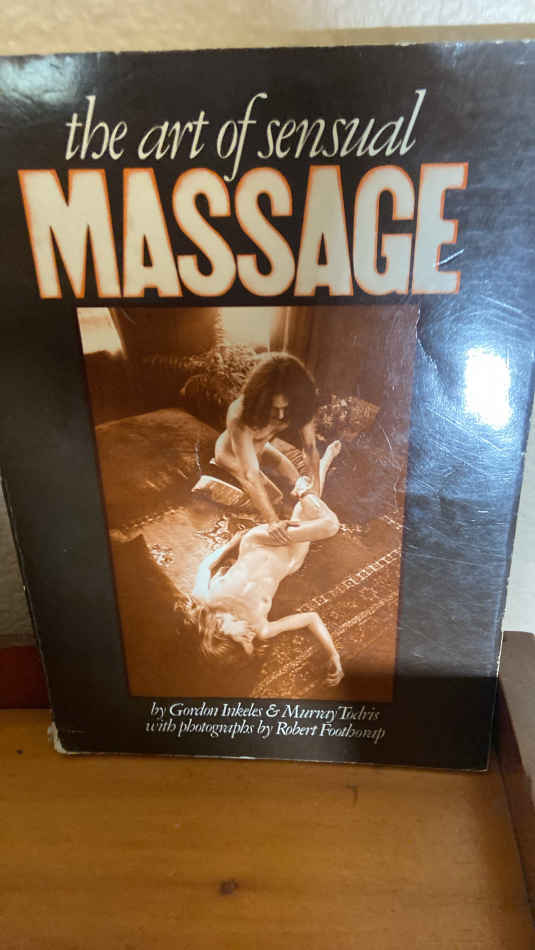 the art of sensual
MASSAGE
by Gordon Inkeles & Murray Todris
with photographs by Robert Foothorap